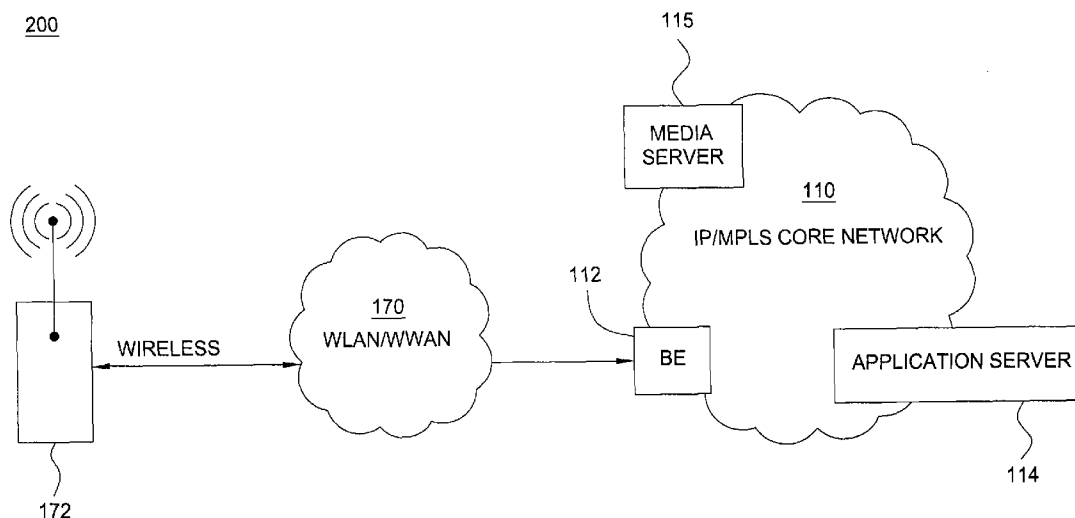 200
115
MEDIA
SERVER
110
IP/MPLS CORE NETWORK
112
170
WLAN/WWAN
WIRELESS
BE
APPLICATION SERVER
114
172